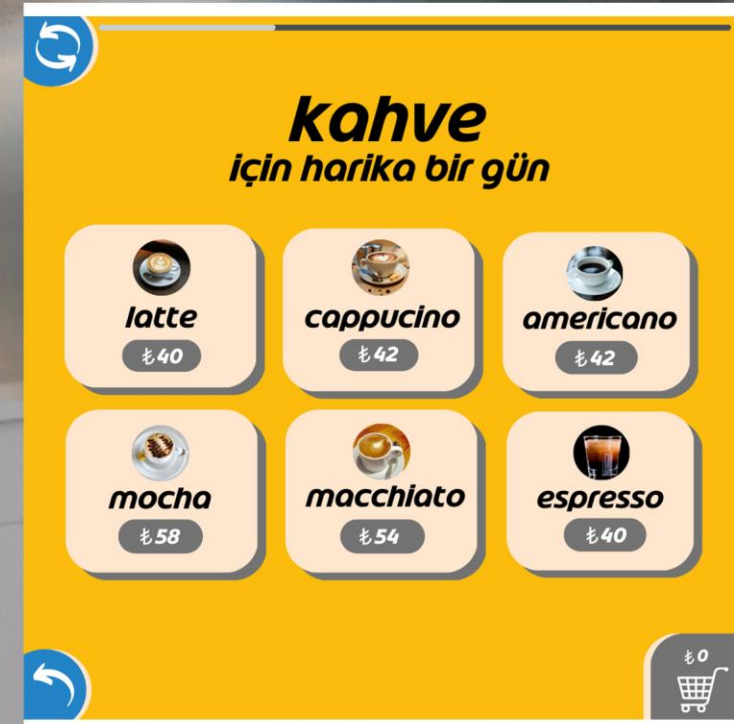 kahve
için harika bir gün
latte
₺40
cappucino
₺42
americano
₺42
mocha
₺58
macchiato
₺54
espresso
₺40
₺0